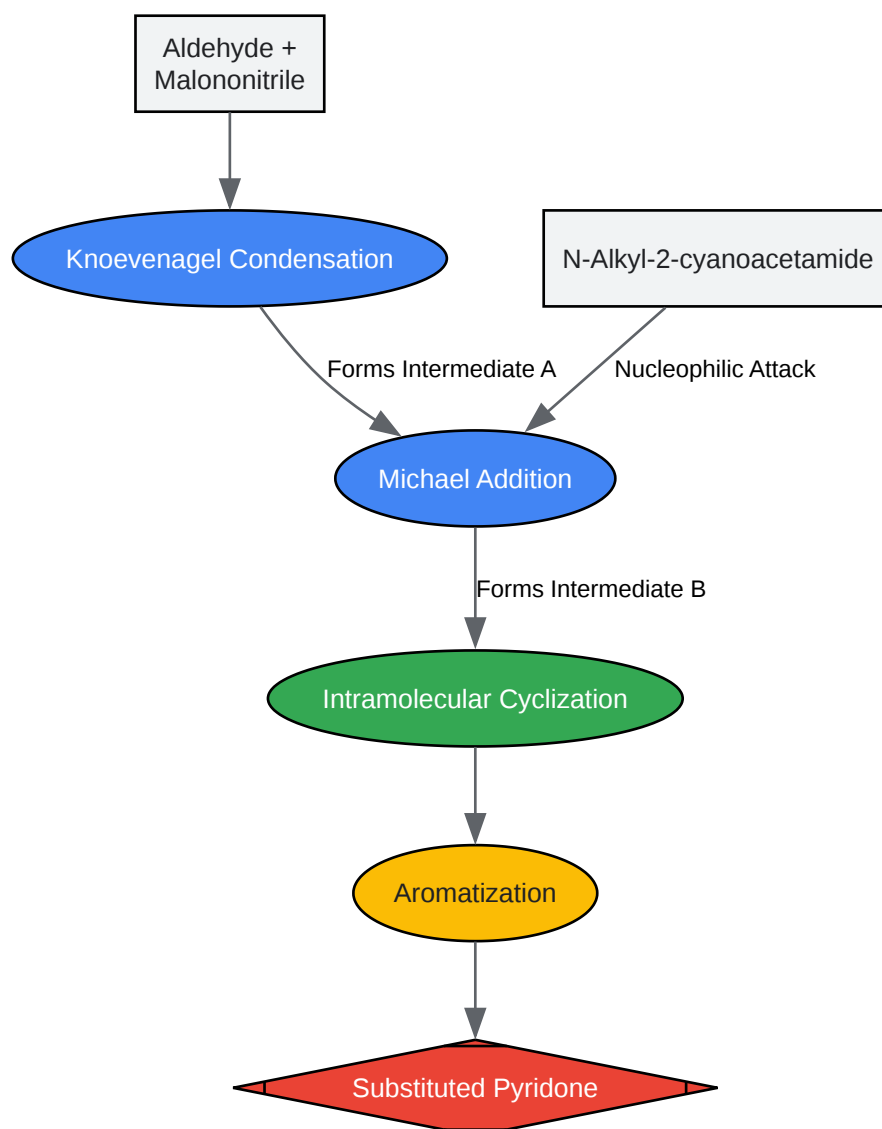 Aldehyde +
Malononitrile
Knoevenagel Condensation
N-Alkyl-2-cyanoacetamide
Forms Intermediate A
Nucleophilic Attack
Michael Addition
Forms Intermediate B
Intramolecular Cyclization
Aromatization
Substituted Pyridone